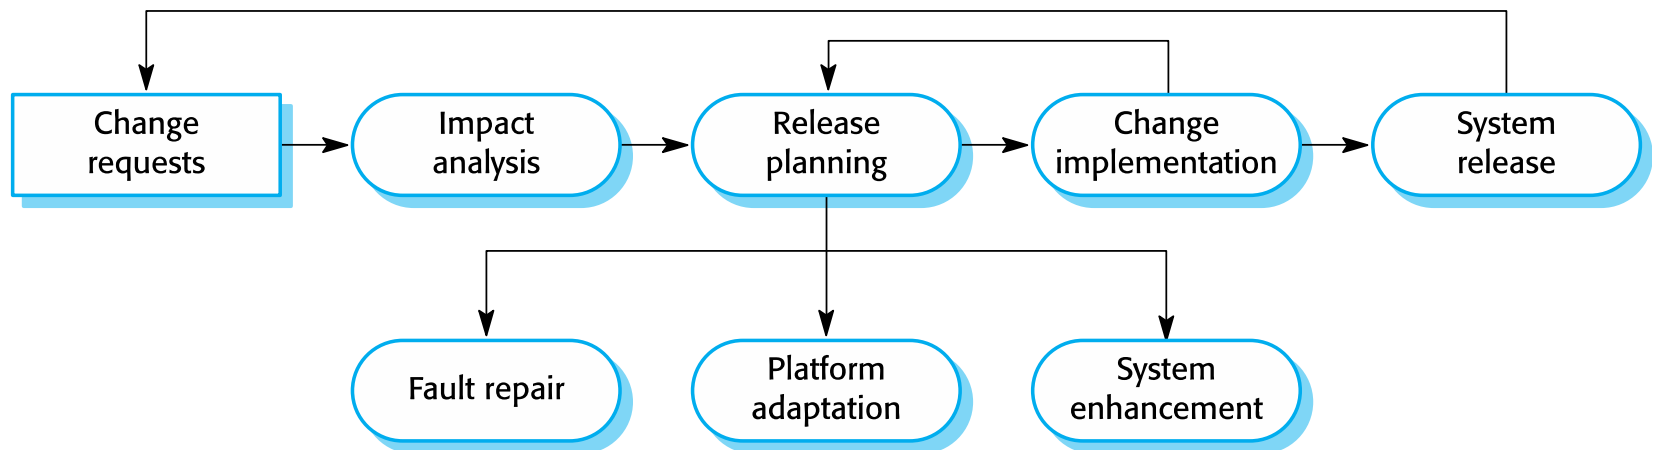 Change
requests
Impact
analysis
Release
planning
Change
implementation
System
release
Fault repair
Platform
adaptation
System
enhancement